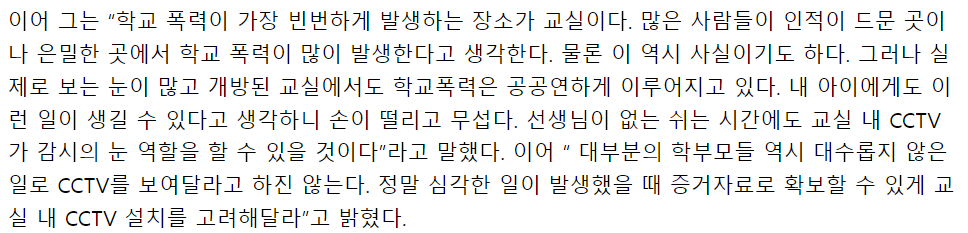 이어 그는 “학교 폭력이 가장 빈번하게 발생하는 장소가 교실이다. 많은 사람들이 인적이 드문 곳이
나 은밀한 곳에서 학교 폭력이 많이 발생한다고 생각한다. 물론 이 역시 사실이기도 하다. 그러나 실
제로 보는 눈이 많고 개방된 교실에서도 학교폭력은 공공연하게 이루어지고 있다. 내 아이에게도 이
런 일이 생길 수 있다고 생각하니 손이 떨리고 무섭다. 선생님이 없는 쉬는 시간에도 교실 내 CCTV
가 감시의 눈 역할을 할 수 있을 것이다”라고 말했다. 이어 “ 대부분의 학부모들 역시 대수롭지 않은
일로 CCTV를 보여달라고 하진 않는다. 정말 심각한 일이 발생했을 때 증거자료로 확보할 수 있게 교
실 내 CCTV 설치를 고려해달라”고 밝혔다.